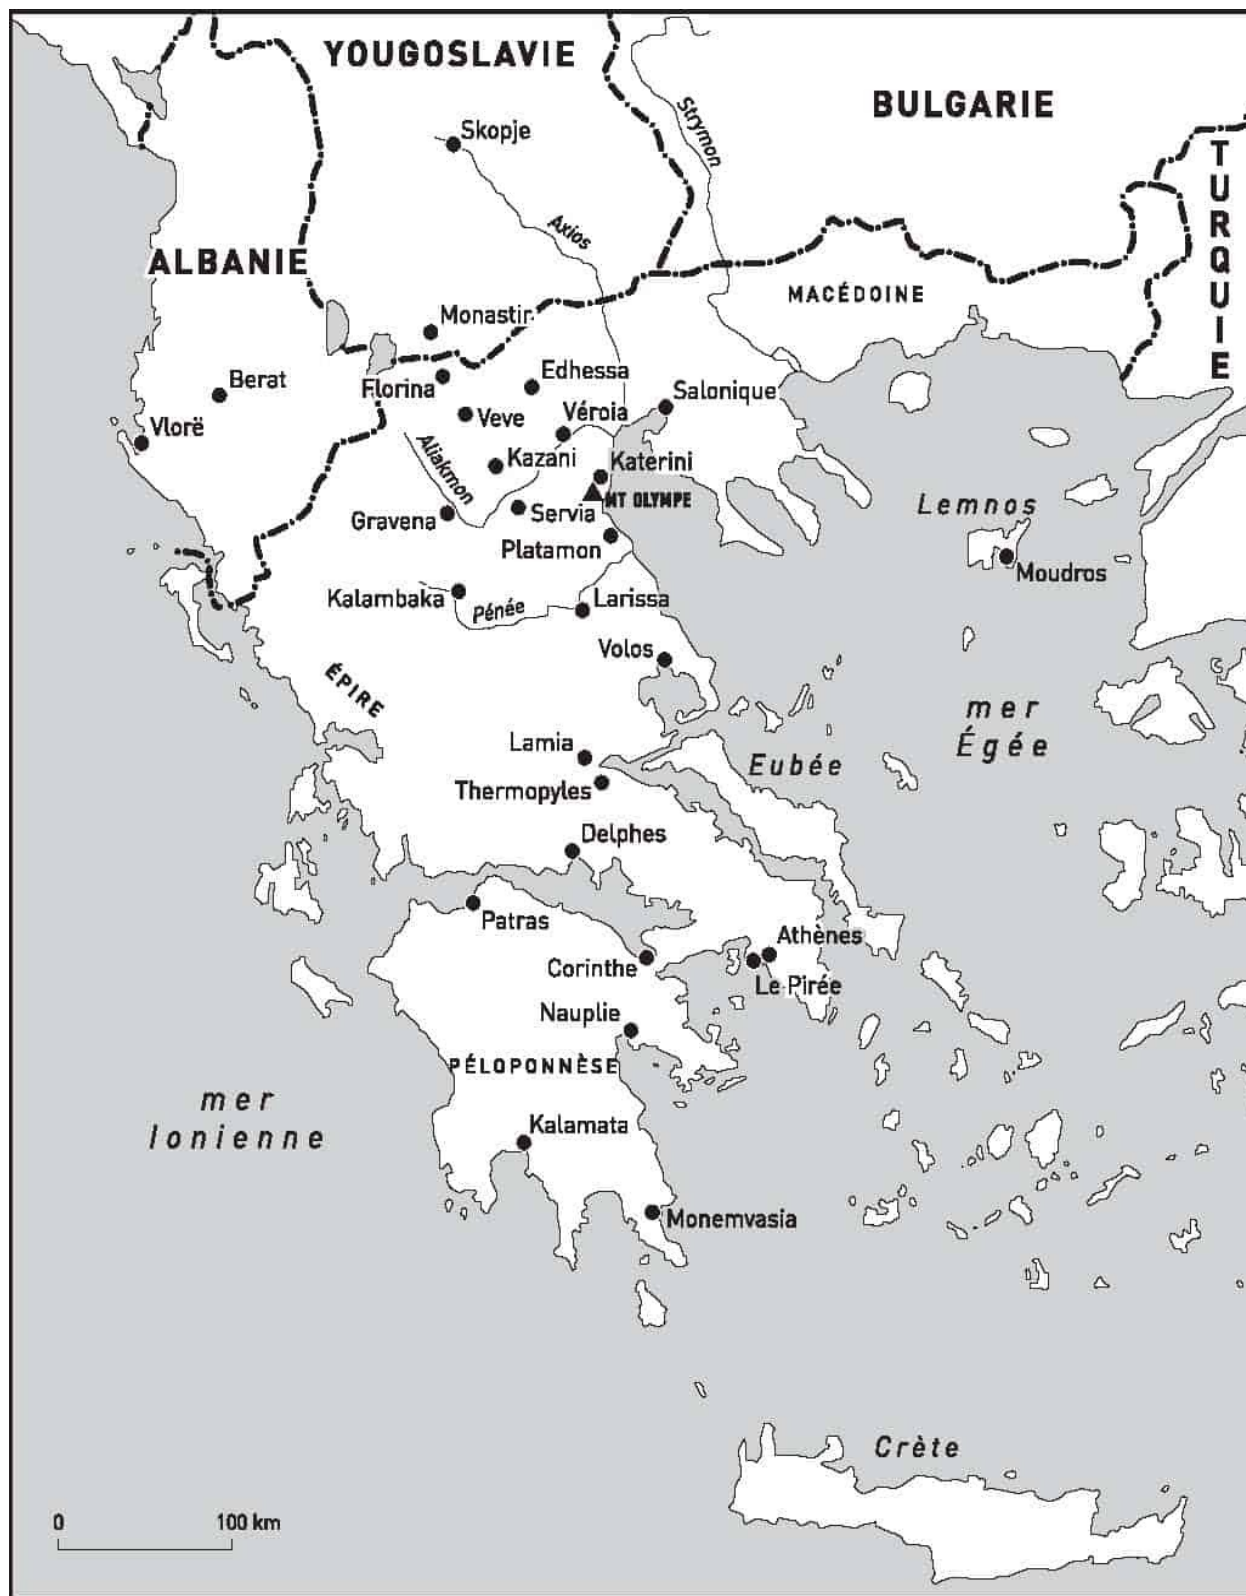 YOUGOSLAVIE
BULGARIE
TURQUIE
Strymon
Skopje
Axios
ALBANIE
MACÉDOINE
Monastir
Berat
Florina
Edhessa
Salonique
Vlorë
Veve
Véroia
Aliakmon
Kazani
Katerini
MT OLYMPE
Lemnos
Gravena
Servia
Platamon
Moudros
Kalambaka
Pénée
Larissa
Volos
ÉPIRE
mer
Égée
Lamia
Eubée
Thermopyles
Delphes
Patras
Athènes
Corinthe
Le Pirée
Nauplie
PÉLOPONNÈSE
mer
Ionienne
Kalamata
Monemvasia
Crète
0 100 km